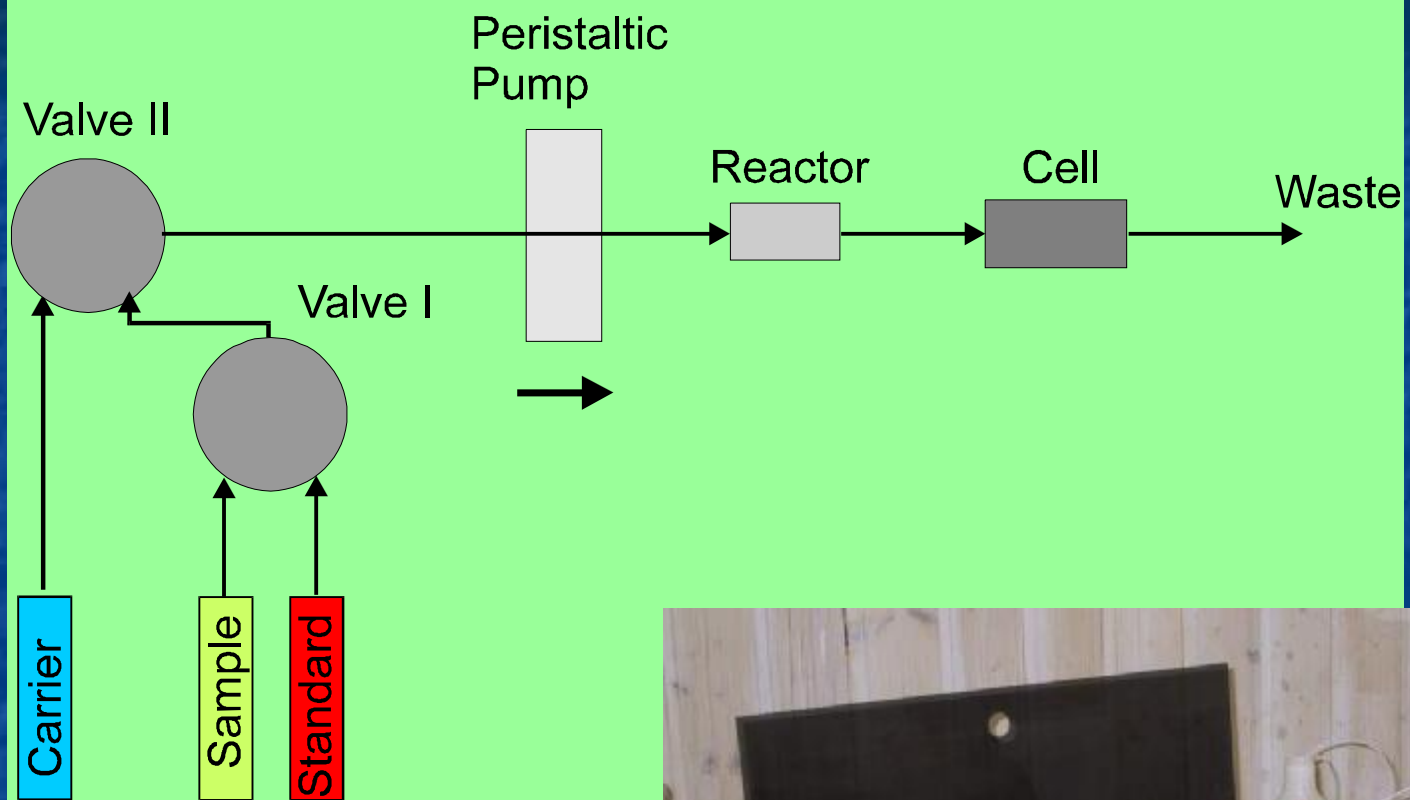 Peristaltic
Pump
Valve II
Reactor
Cell
Waste
Valve I
Carrier
Sample
Standard